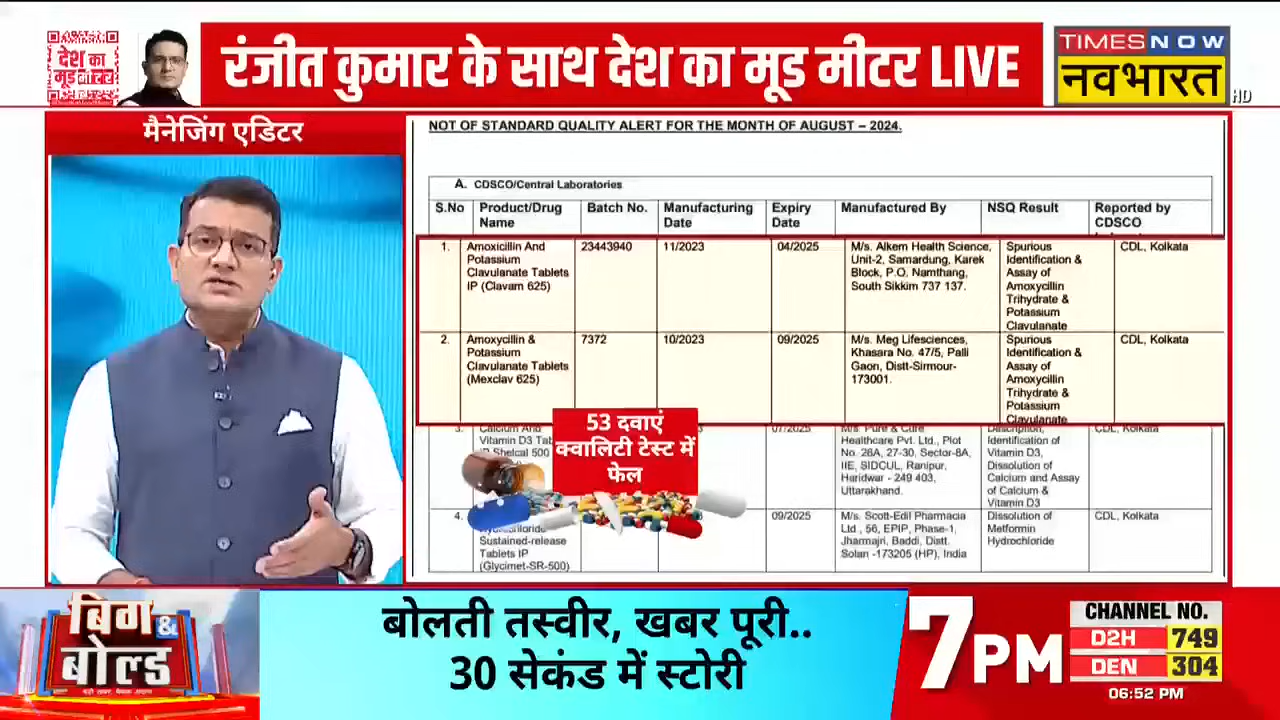 देश का
मूड मीटर
रंजीत कुमार के साथ देश का मूड मीटर LIVE
TIMES NOW
नवभारत
HD
मैनेजिंग एडिटर
NOT OF STANDARD QUALITY ALERT FOR THE MONTH OF AUGUST – 2024.
A. CDSCO/Central Laboratories
S.No Product/Drug Name Batch No. Manufacturing Date Expiry Date Manufactured By NSQ Result Reported by CDSCO
1. Amoxicillin And 23443940 11/2023 04/2025 M/s. Alkem Health Science, Spurious CDL, Kolkata
Potassium Unit-2, Samardung, Karek Identification &
Clavulanate Tablets Block, P.O. Namthang, Assay of
IP (Clavam 625) South Sikkim 737 137. Amoxycillin
Trihydrate &
Potassium
Clavulanate
2. Amoxycillin & 7372 10/2023 09/2025 M/s. Meg Lifesciences, Spurious CDL, Kolkata
Potassium Khasara No. 47/5, Palli Identification &
Clavulanate Tablets Gaon, Distt-Sirmour- Assay of
(Mexclav 625) 173001. Amoxycillin
Trihydrate &
Potassium
Clavulanate
3. Calcium And 07/2025 M/s. Pure & Cure Description, CDL, Kolkata
Vitamin D3 Healthcare Pvt. Ltd., Plot Identification of
Shelcal 500 No. 26A, 27-30, Sector-8A, Vitamin D3,
IIE, SIDCUL, Ranipur, Dissolution of
Haridwar - 249 403, Calcium and Assay
Uttarakhand. of Calcium &
Vitamin D3
4. 09/2025 M/s. Scott-Edil Pharmacia Dissolution of CDL, Kolkata
Ltd., 56, EPIP, Phase-1, Metformin
Sustained-release Jharmajri, Baddi, Distt. Hydrochloride
Tablets IP Solan -173205 (HP), India
(Glycimet-SR-500)
53 दवाएं
क्वालिटी टेस्ट में
फेल
बिग &
बोल्ड
बोलती तस्वीर, खबर पूरी..
30 सेकंड में स्टोरी
7 PM
CHANNEL NO.
D2H 749
DEN 304
06:52 PM